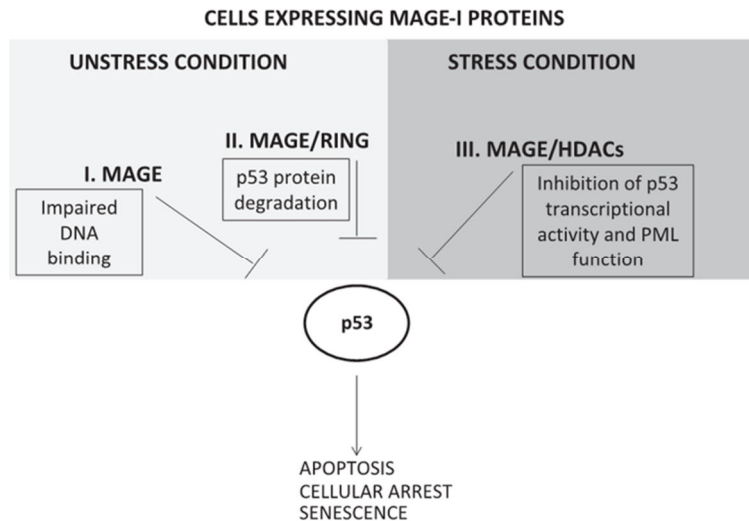 CELLS EXPRESSING MAGE-I PROTEINS
UNSTRESS CONDITION
STRESS CONDITION
I. MAGE
Impaired
DNA
binding
II. MAGE/RING
p53 protein
degradation
III. MAGE/HDACs
Inhibition of p53
transcriptional
activity and PML
function
p53
APOPTOSIS
CELLULAR ARREST
SENESCENCE